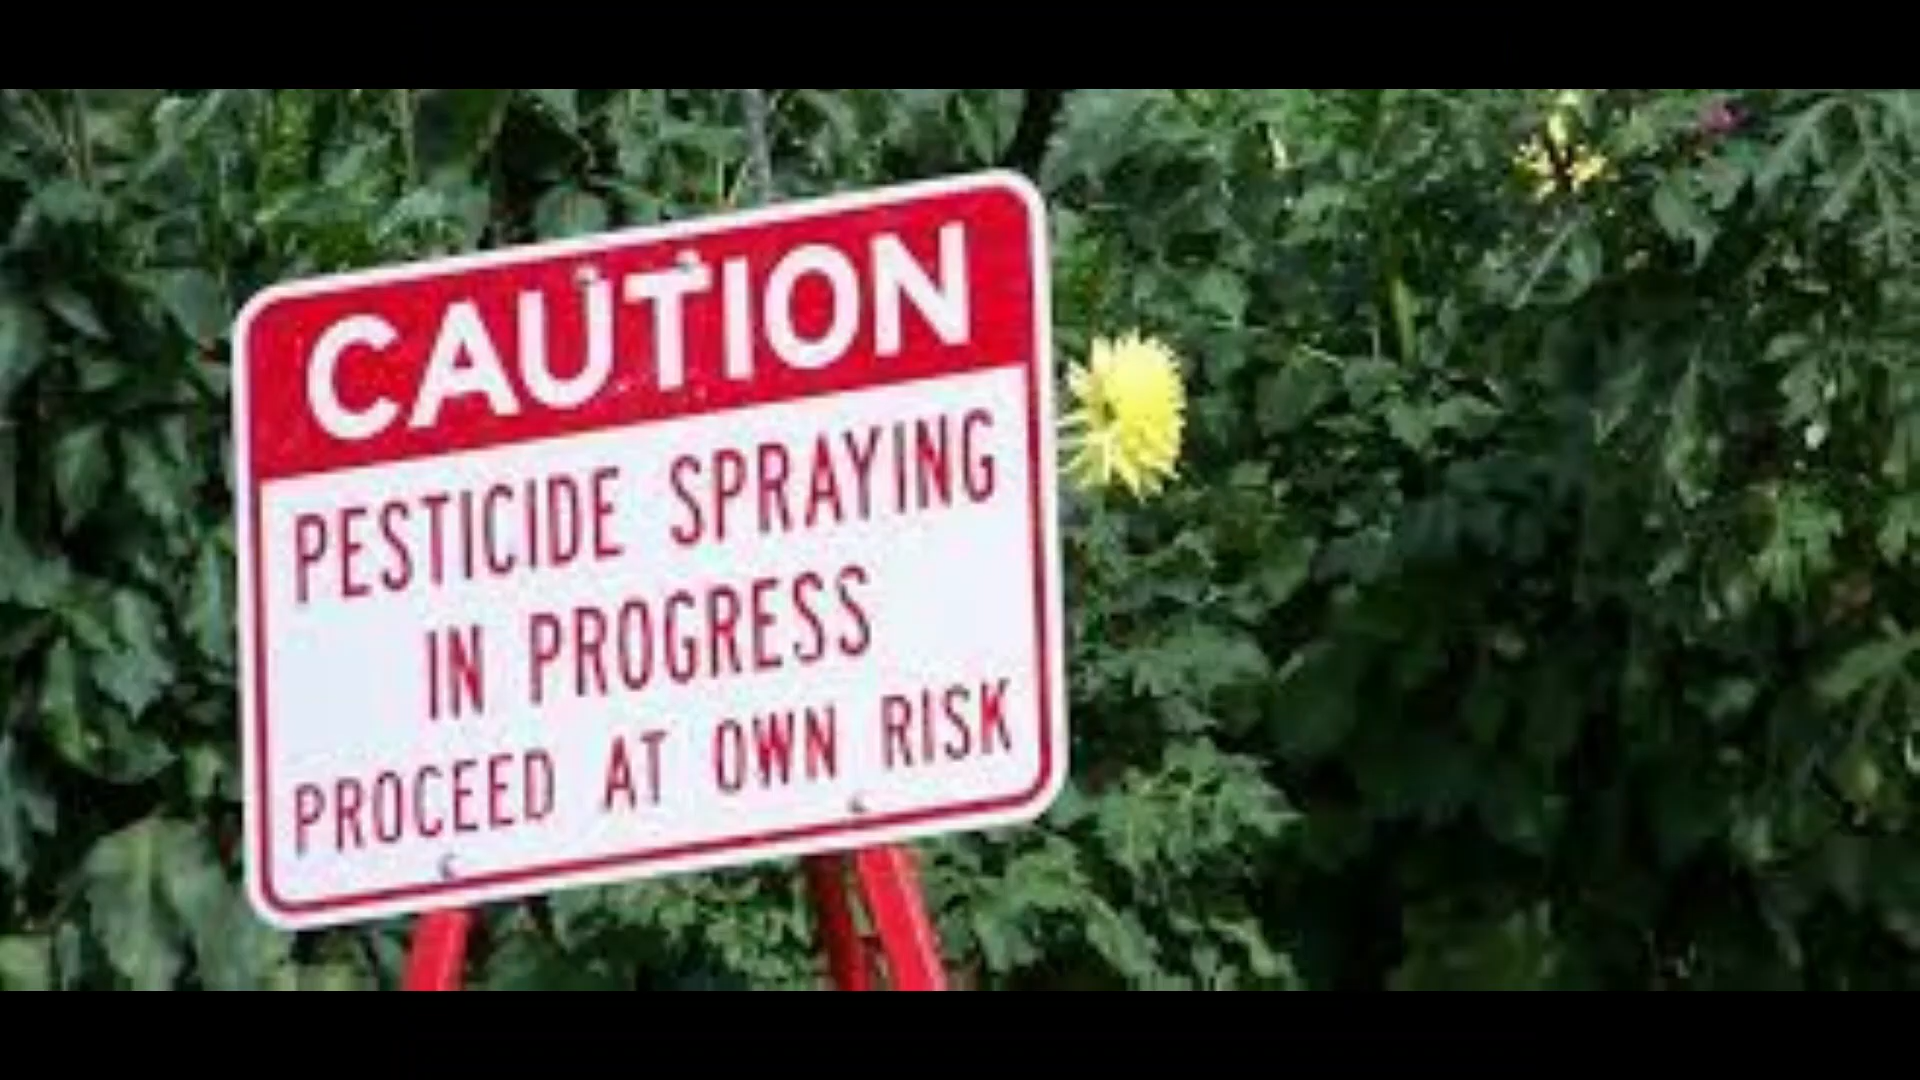 CAUTION
PESTICIDE SPRAYING
IN PROGRESS
PROCEED AT OWN RISK